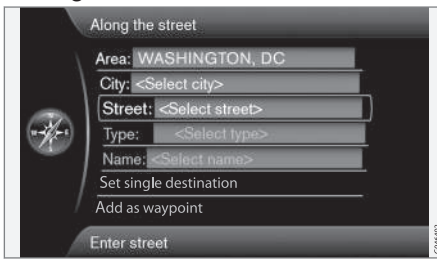 Along the street
Area: WASHINGTON, DC
City: <Select city>
Street: <Select street>
Type: <Select type>
Name: <Select name>
Set single destination
Add as waypoint
Enter street